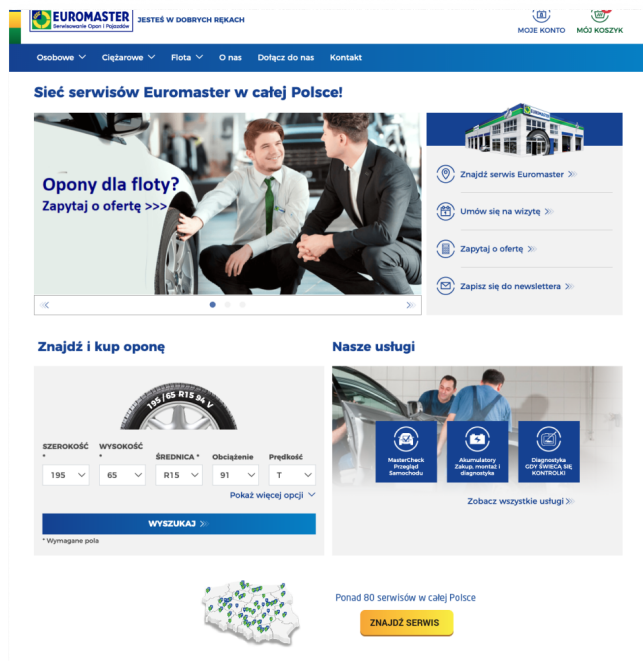 EUROMASTER
Serwisowanie Opon i Pojazdów
JESTEŚ W DOBRYCH RĘKACH
MOJE KONTO
MÓJ KOSZYK
Osobowe
Ciężarowe
Flota
O nas
Dołącz do nas
Kontakt
Sieć serwisów Euromaster w całej Polsce!
Opony dla floty?
Zapytaj o ofertę >>>
EUROMASTER
Znajdź serwis Euromaster
Umów się na wizytę
Zapytaj o ofertę
Zapisz się do newslettera
Znajdź i kup oponę
195/65 R15 94 V
SZEROKOŚĆ *
WYSOKOŚĆ *
ŚREDNICA *
Obciążenie
Prędkość
195
65
R15
91
T
Pokaż więcej opcji
WYSZUKAJ
* Wymagane pola
Nasze usługi
MasterCheck
Przegląd
Samochodu
Akumulatory
Zakup, montaż i
diagnostyka
Diagnostyka
GDY ŚWIECĄ SIĘ
KONTROLKI
Zobacz wszystkie usługi
Ponad 80 serwisów w całej Polsce
ZNAJDŹ SERWIS